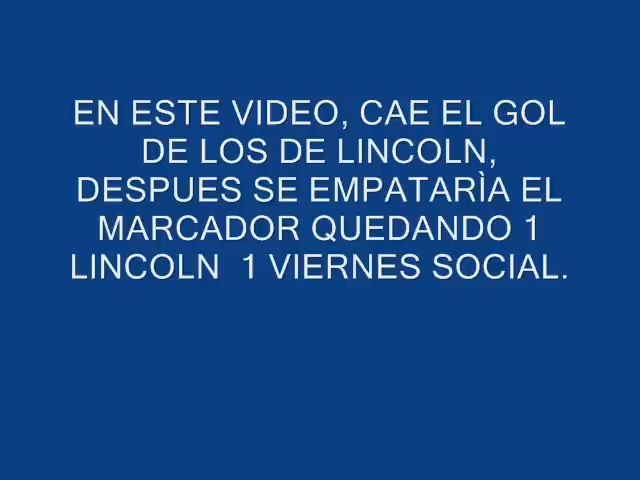 EN ESTE VIDEO, CAE EL GOL
DE LOS DE LINCOLN,
DESPUES SE EMPATARÌA EL
MARCADOR QUEDANDO 1
LINCOLN  1 VIERNES SOCIAL.